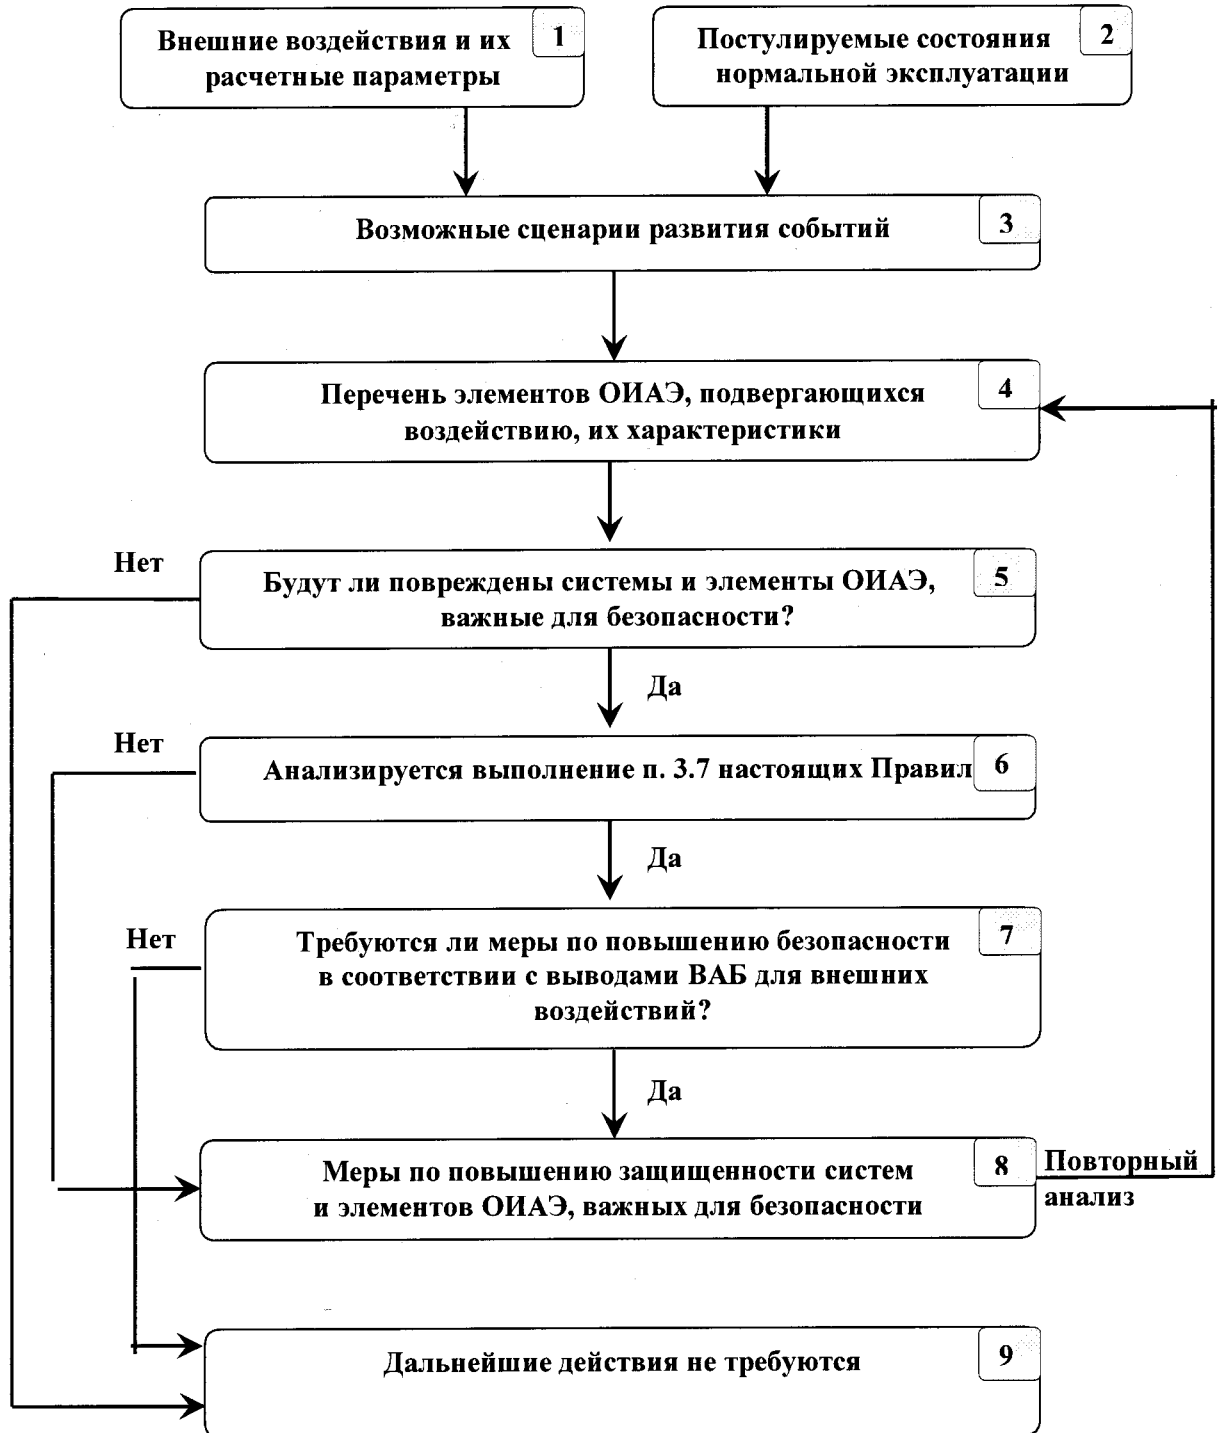 Внешние воздействия и их
расчетные параметры
1
Постулируемые состояния
нормальной эксплуатации
2
Возможные сценарии развития событий
3
Перечень элементов ОИАЭ, подвергающихся
воздействию, их характеристики
4
Нет
Будут ли повреждены системы и элементы ОИАЭ,
важные для безопасности?
5
Да
Нет
Анализируется выполнение п. 3.7 настоящих Правил
6
Да
Нет
Требуются ли меры по повышению безопасности
в соответствии с выводами ВАБ для внешних
воздействий?
7
Да
Меры по повышению защищенности систем
и элементов ОИАЭ, важных для безопасности
8
Повторный
анализ
Дальнейшие действия не требуются
9